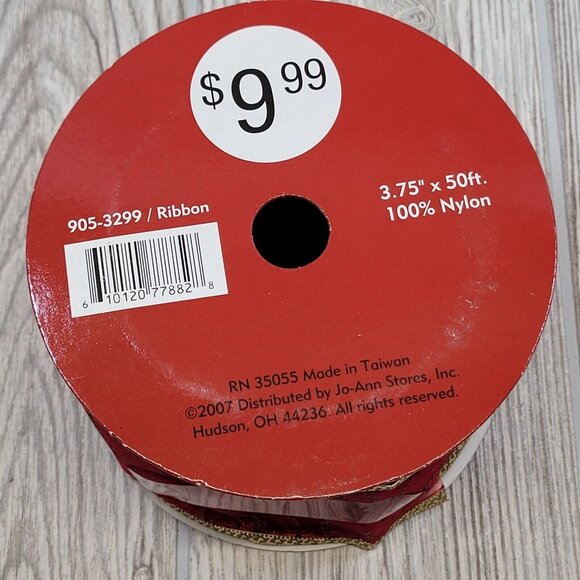 $9.99
3.75" x 50ft.
100% Nylon
905-3299 / Ribbon
6 10120 77882 8
RN 35055 Made in Taiwan
©2007 Distributed by Jo-Ann Stores, Inc.
Hudson, OH 44236. All rights reserved.